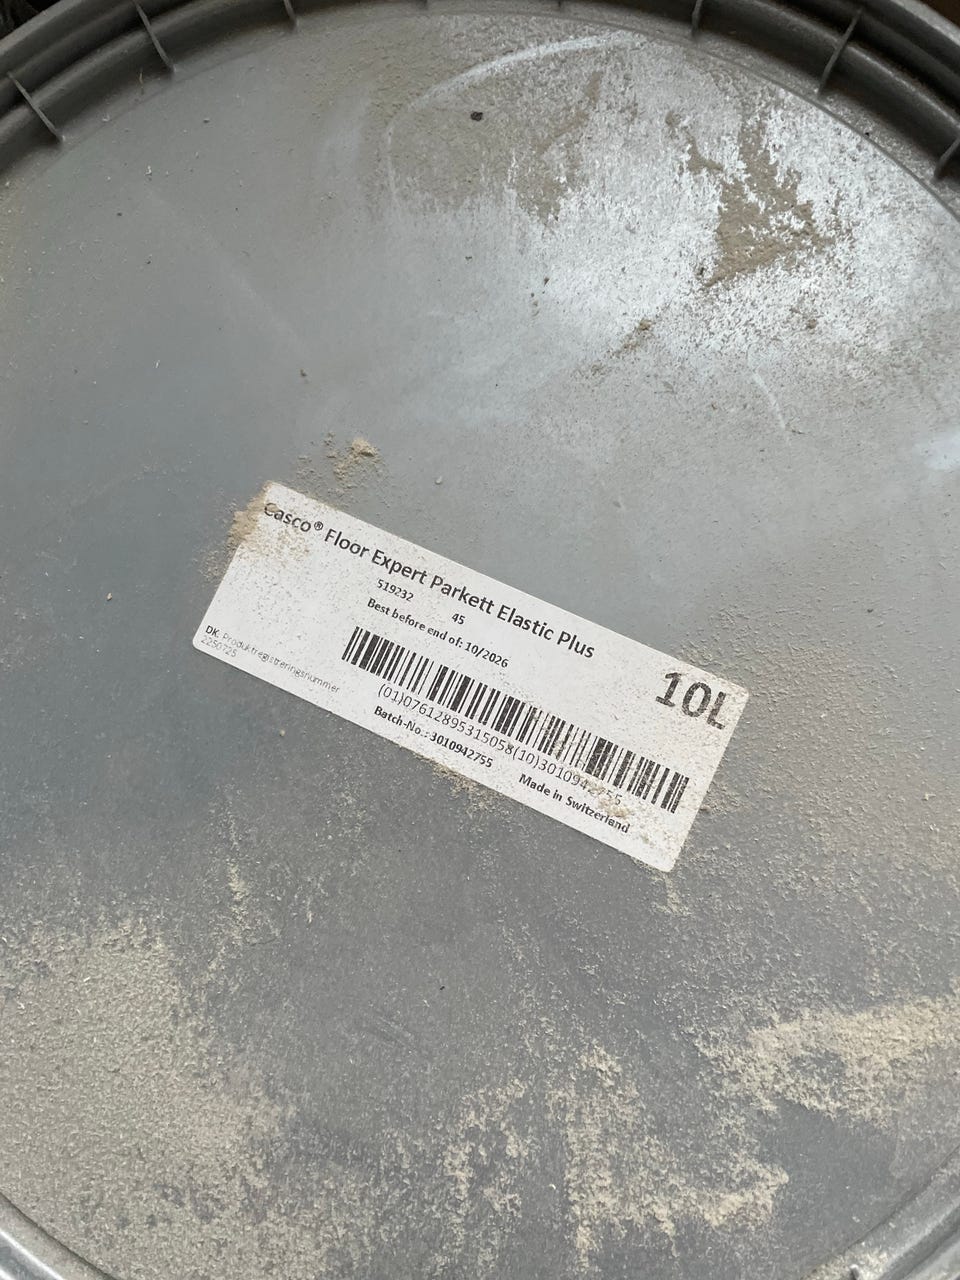 Casco® Floor Expert Parkett Elastic Plus
519232 45
Best before end of: 10/2026
10L
DK: Produktregistreringsnummer
2250725
(01)07612895315058(10)3010942755
Batch-No.: 3010942755
Made in Switzerland